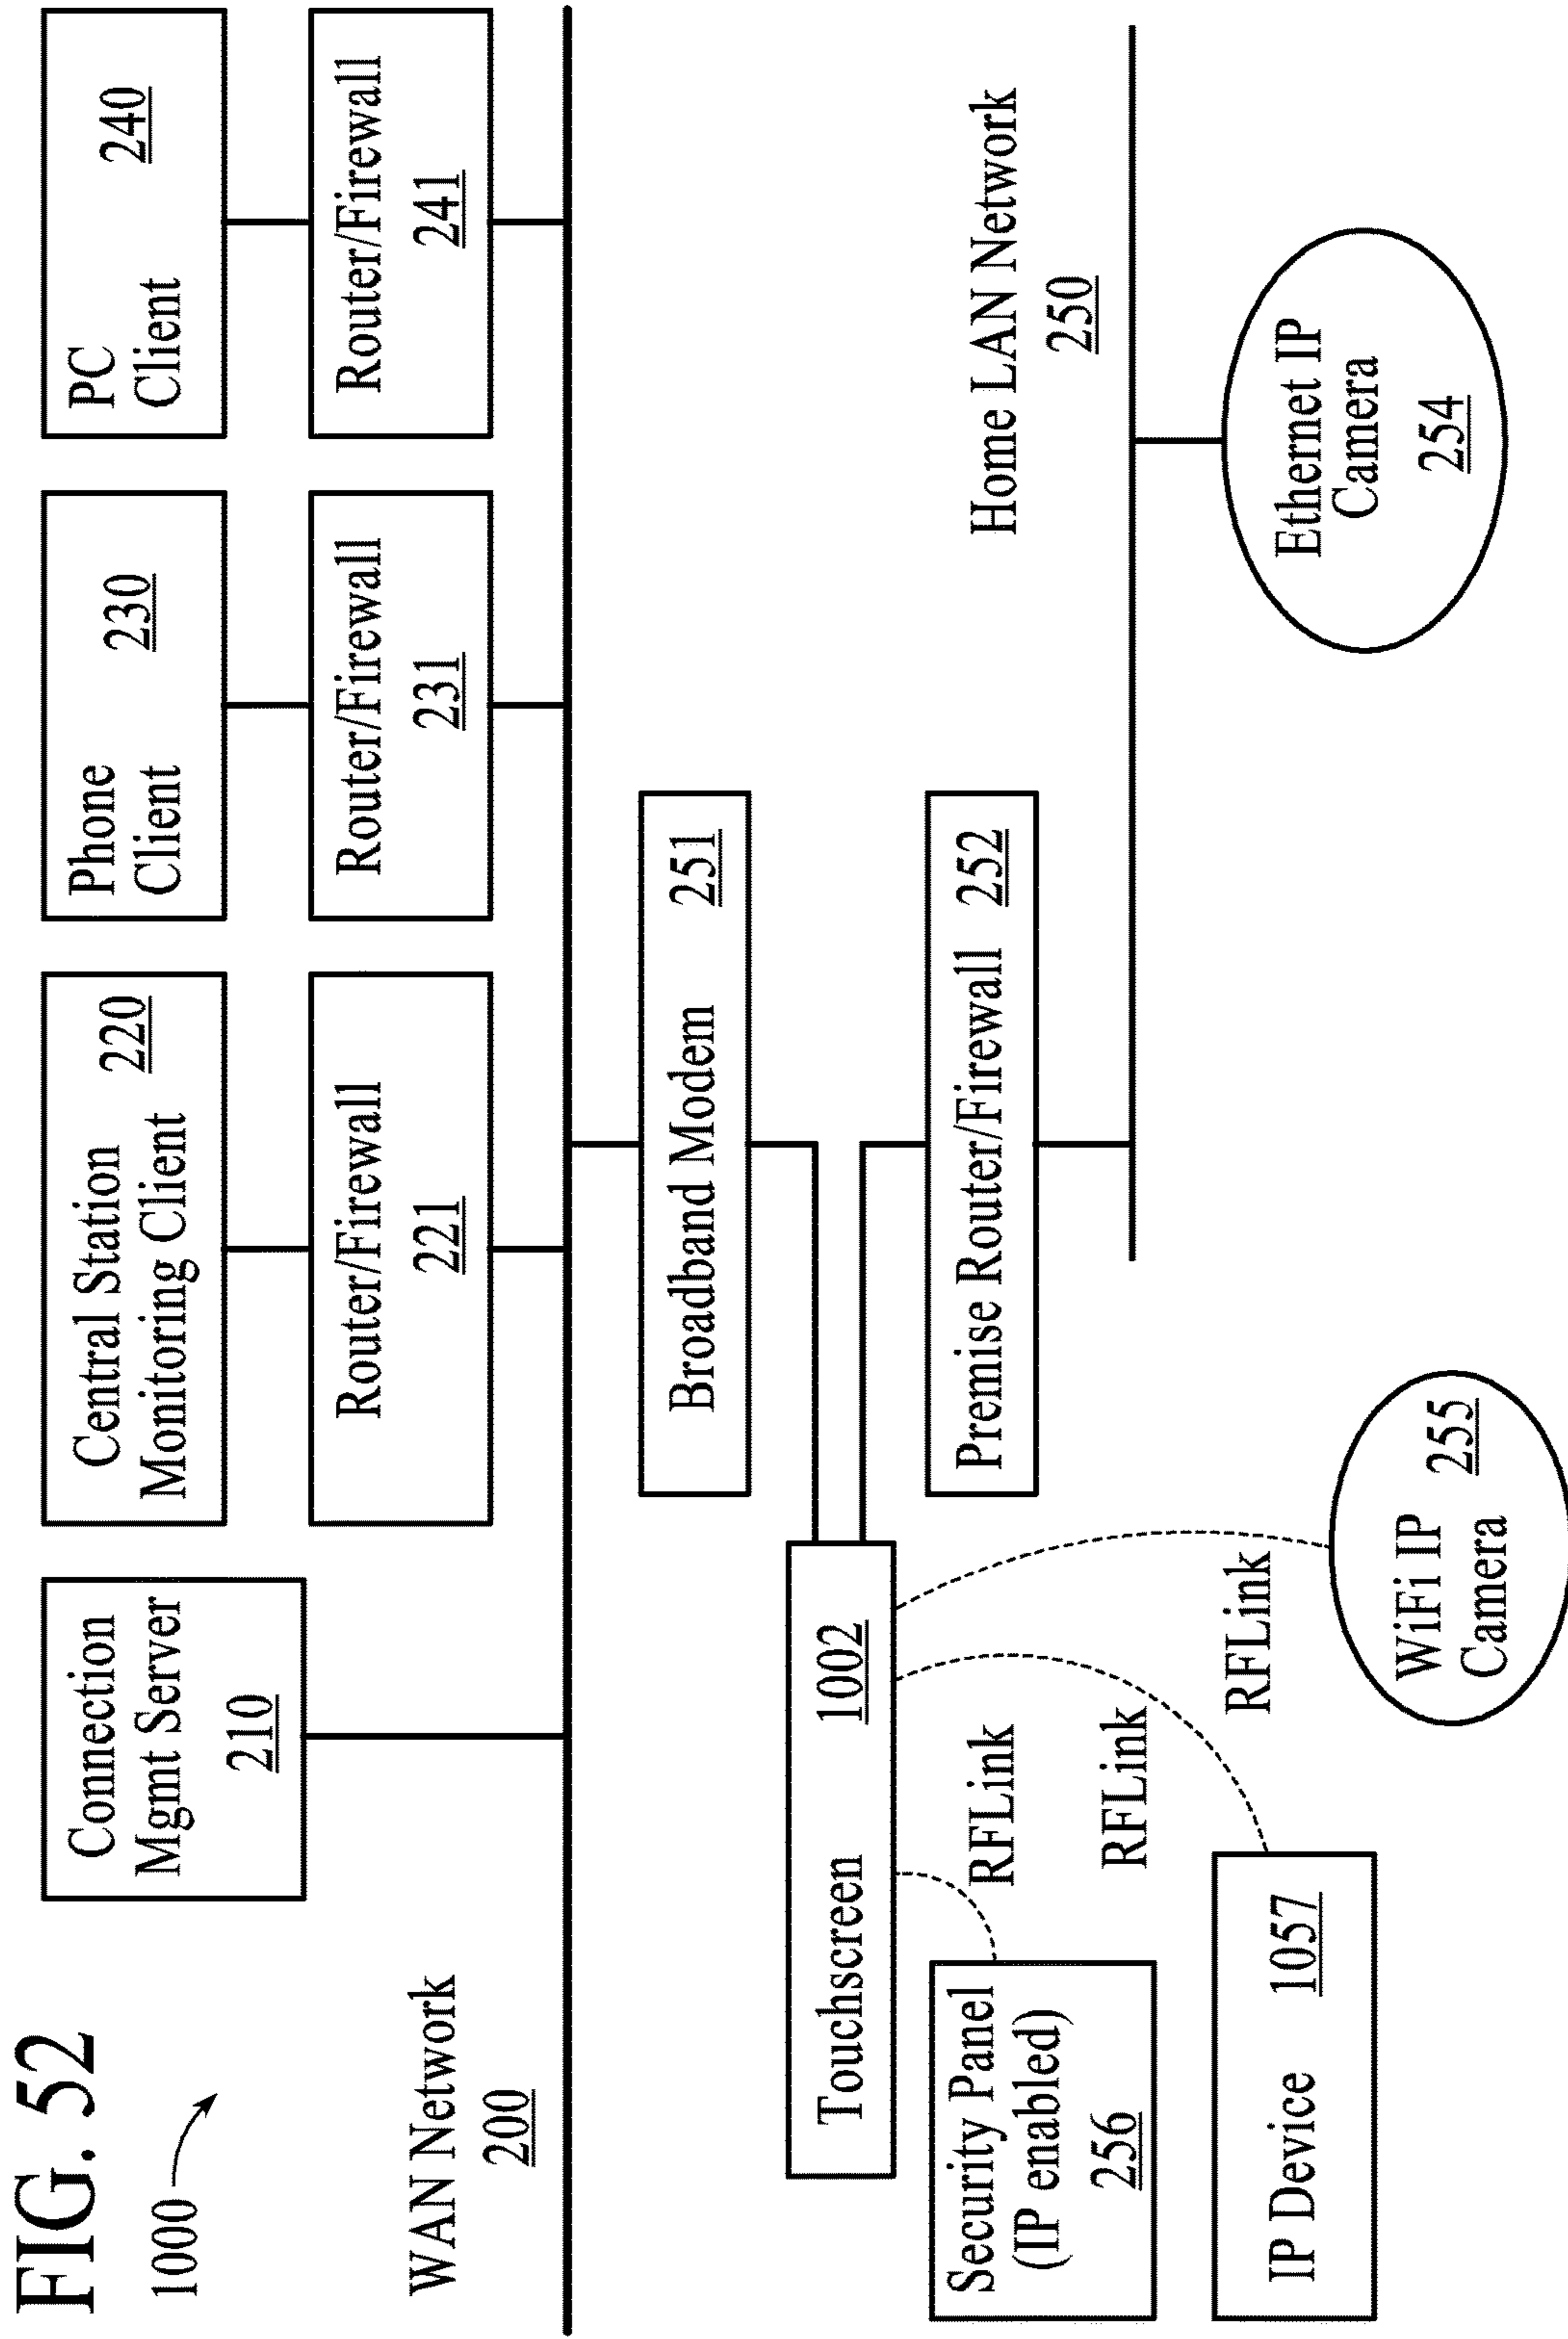 FIG. 52
1000
Connection
Mgmt Server
210
Central Station
Monitoring Client
220
Phone
Client
230
PC
Client
240
Router/Firewall
221
Router/Firewall
231
Router/Firewall
241
WAN Network
200
Broadband Modem 251
Touchscreen 1002
Premise Router/Firewall 252
Home LAN Network
250
Security Panel
(IP enabled)
256
RFLink
RFLink
RFLink
IP Device 1057
WiFi IP
Camera
255
Ethernet IP
Camera
254